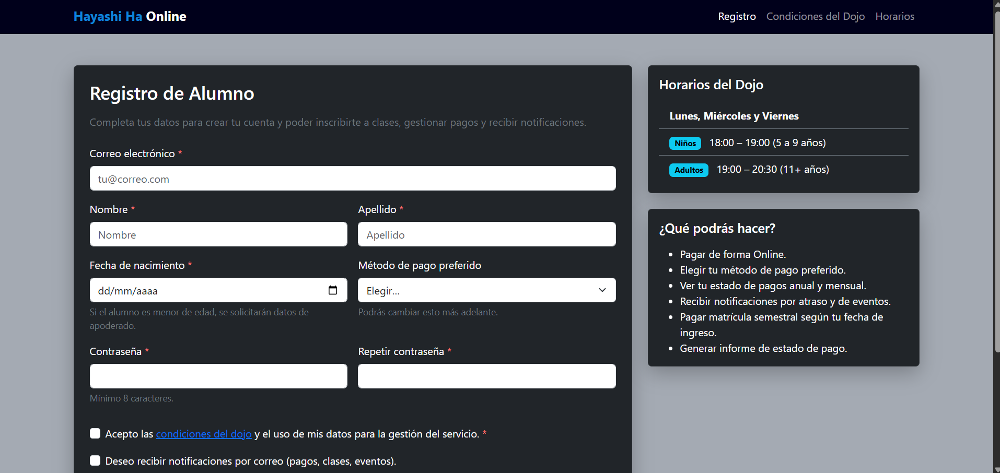 Hayashi Ha Online
Registro Condiciones del Dojo Horarios
Registro de Alumno
Completa tus datos para crear tu cuenta y poder inscribirte a clases, gestionar pagos y recibir notificaciones.
Correo electrónico *
tu@correo.com
Nombre *
Nombre
Apellido *
Apellido
Fecha de nacimiento *
dd/mm/aaaa
Si el alumno es menor de edad, se solicitarán datos de
apoderado.
Método de pago preferido
Elegir...
Podrás cambiar esto más adelante.
Contraseña *
Mínimo 8 caracteres.
Repetir contraseña *
Acepto las condiciones del dojo y el uso de mis datos para la gestión del servicio. *
Deseo recibir notificaciones por correo (pagos, clases, eventos).
Horarios del Dojo
Lunes, Miércoles y Viernes
Niños 18:00 – 19:00 (5 a 9 años)
Adultos 19:00 – 20:30 (11+ años)
¿Qué podrás hacer?
• Pagar de forma Online.
• Elegir tu método de pago preferido.
• Ver tu estado de pagos anual y mensual.
• Recibir notificaciones por atraso y de eventos.
• Pagar matrícula semestral según tu fecha de
ingreso.
• Generar informe de estado de pago.